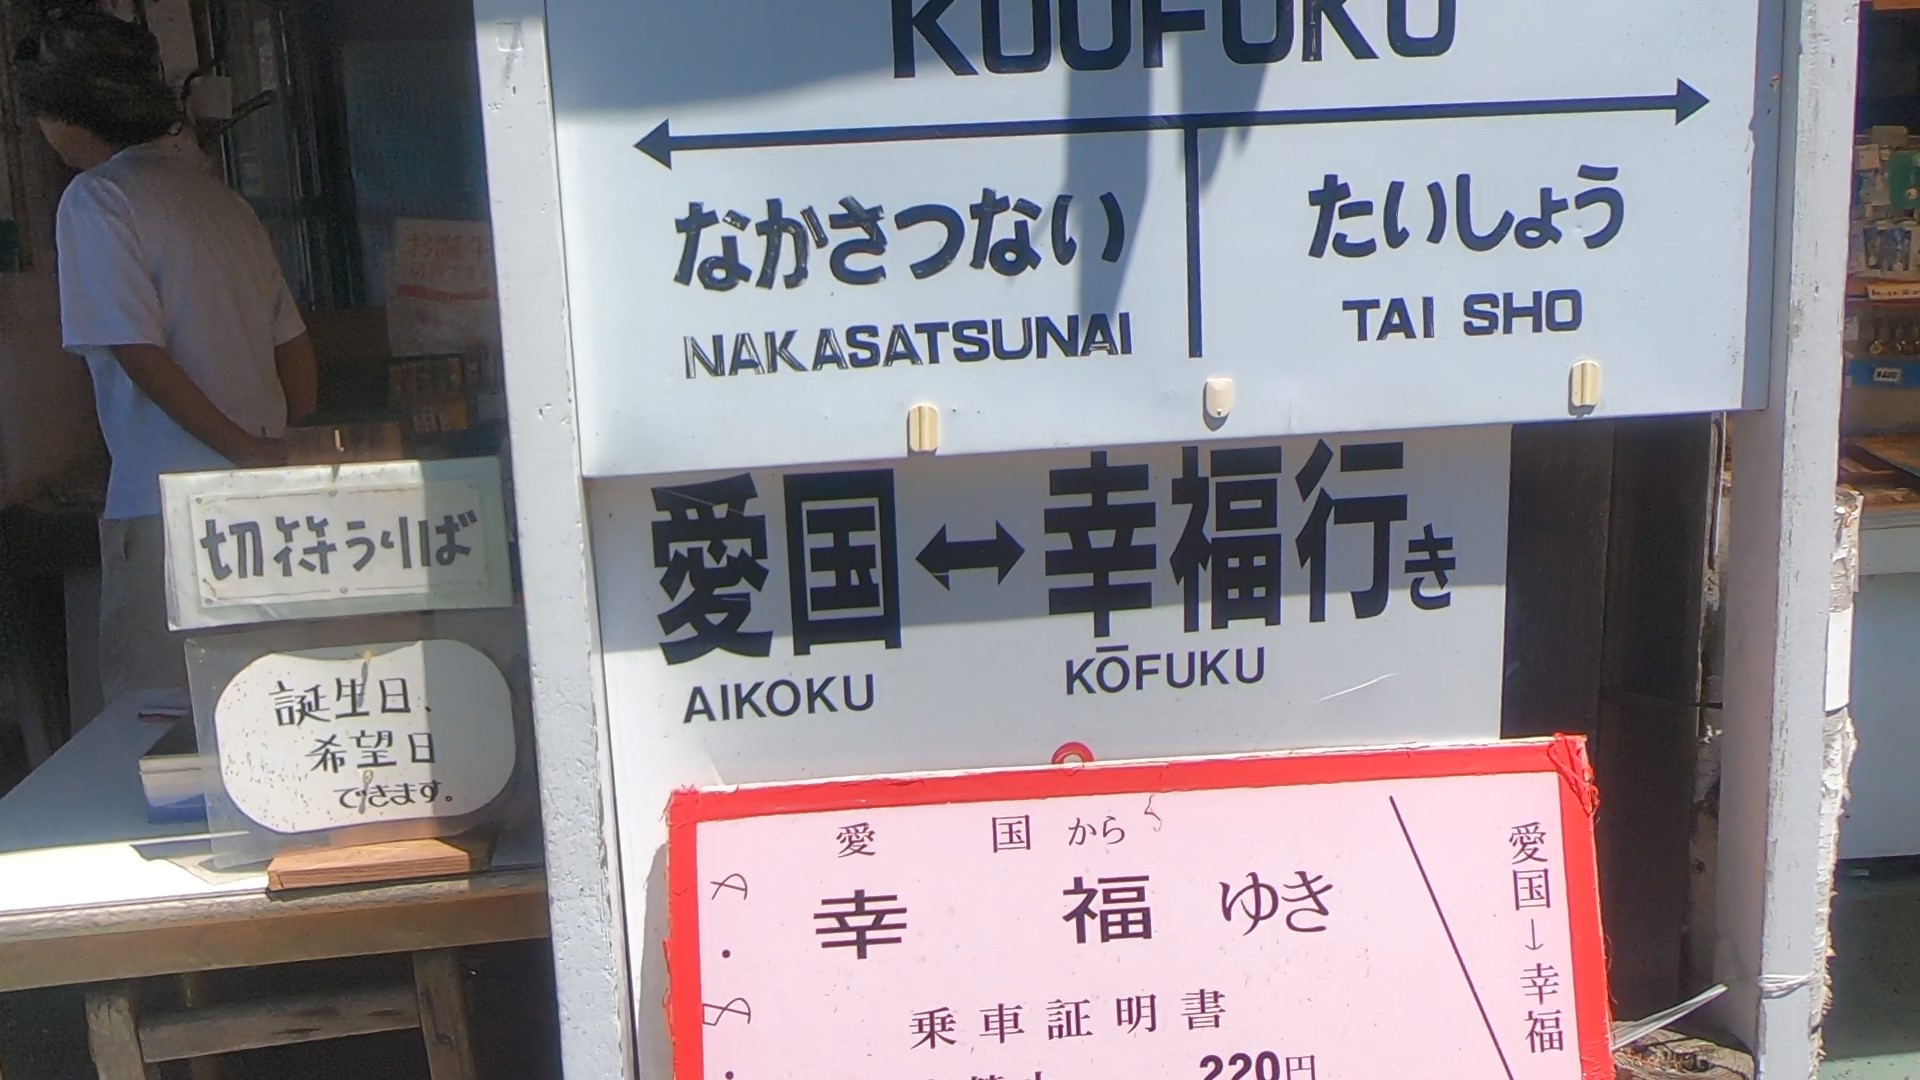 KOUFUKU
なかさつない
たいしょう
NAKASATSUNAI
TAI SHO
愛国↔幸福行き
AIKOKU
KŌFUKU
切符うりば
誕生日、
希望日
できます。
愛 国 から
幸 福 ゆき
乗車証明書
220円
愛国→幸福